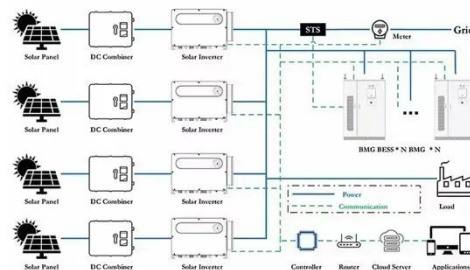 STS
Meter
Grid
Solar Panel
DC Combiner
Solar Inverter
Solar Panel
DC Combiner
Solar Inverter
BMG BESS * N BMG * N
Solar Panel
DC Combiner
Solar Inverter
Power
Communication
Load
Solar Panel
DC Combiner
Solar Inverter
Controller
Router
Cloud Server
Application